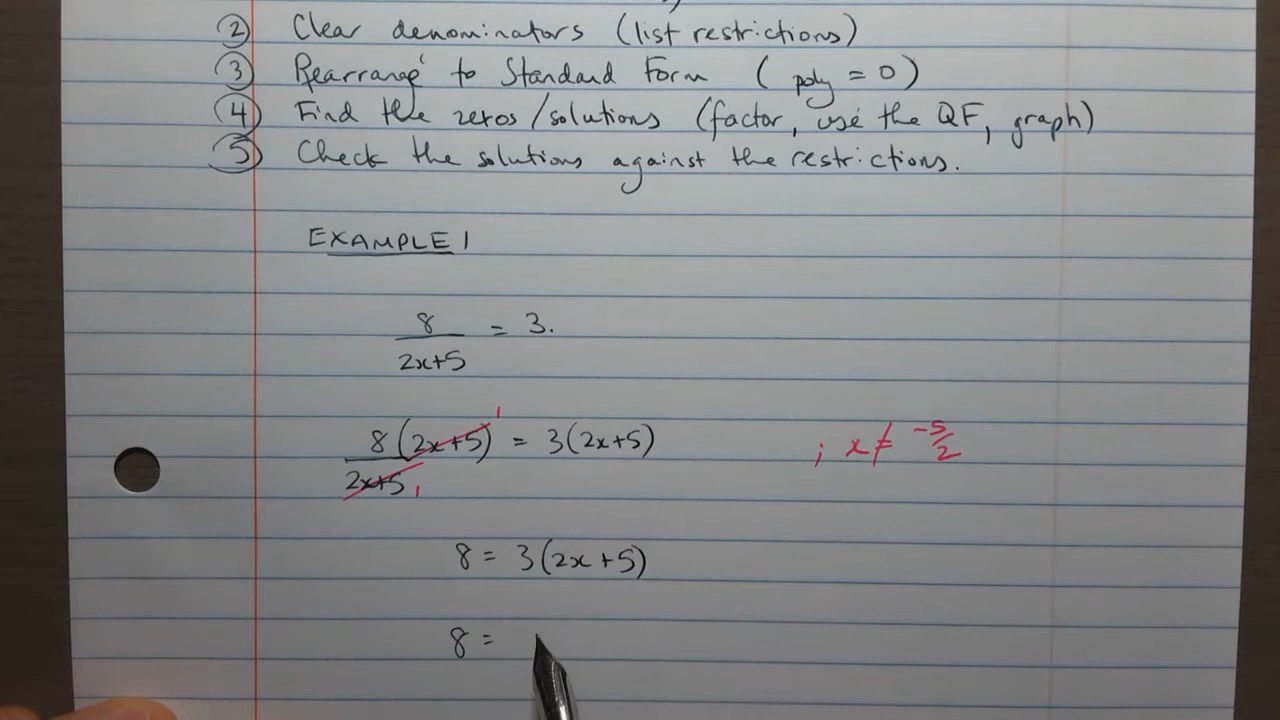 ② Clear denominators (list restrictions)
③ Rearrange to Standard Form (poly = 0)
④ Find the zeros/solutions (factor, use the QF, graph)
⑤ Check the solutions against the restrictions.
EXAMPLE 1
8
2x+5
= 3.
8(2x+5) 1
2x+5 1
= 3(2x+5) ; x ≠ -5/2
8 = 3(2x+5)
8 =